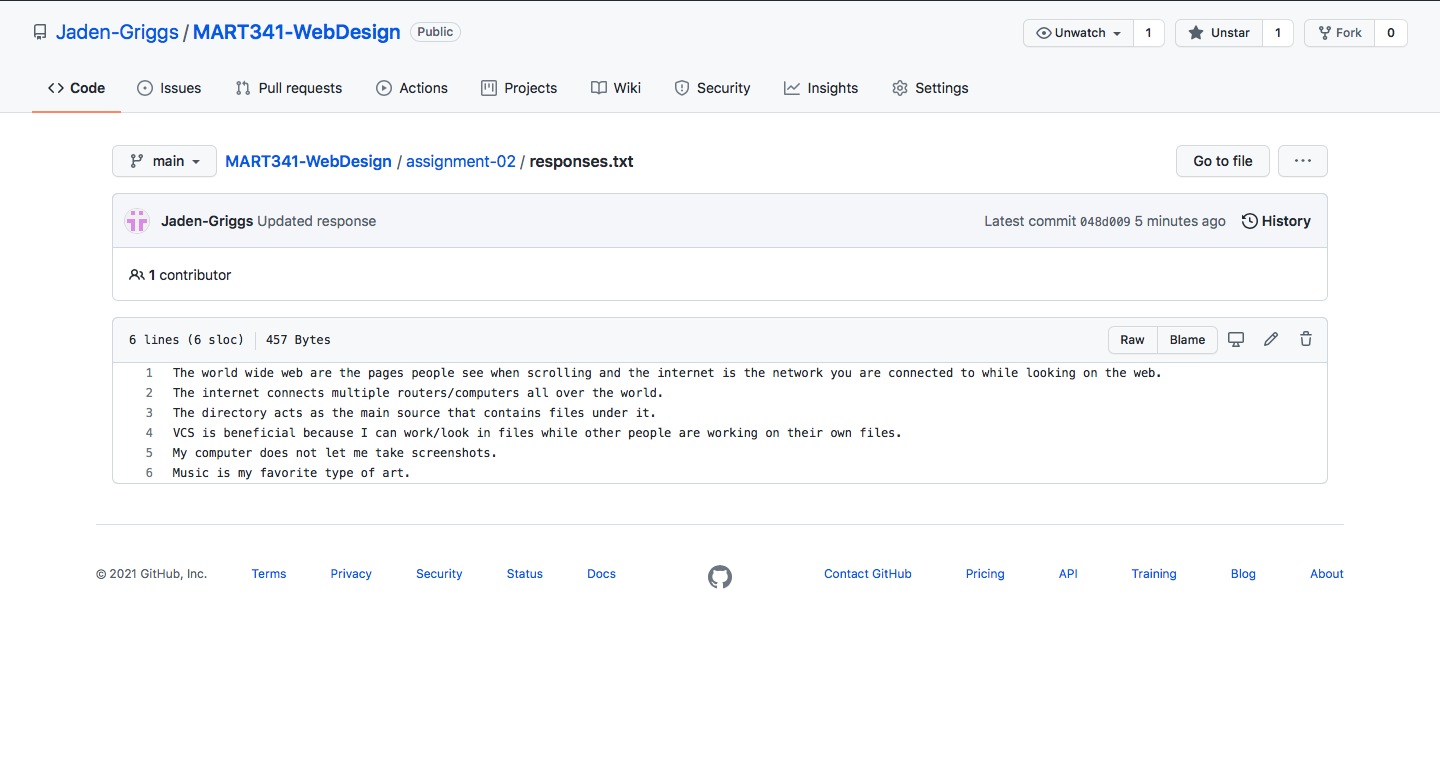 Jaden-Griggs / MART341-WebDesign Public
Unwatch 1 Unstar 1 Fork 0
Code Issues Pull requests Actions Projects Wiki Security Insights Settings
main MART341-WebDesign / assignment-02 / responses.txt Go to file ...
Jaden-Griggs Updated response Latest commit 048d009 5 minutes ago History
1 contributor
6 lines (6 sloc) 457 Bytes Raw Blame
1 The world wide web are the pages people see when scrolling and the internet is the network you are connected to while looking on the web.
2 The internet connects multiple routers/computers all over the world.
3 The directory acts as the main source that contains files under it.
4 VCS is beneficial because I can work/look in files while other people are working on their own files.
5 My computer does not let me take screenshots.
6 Music is my favorite type of art.
© 2021 GitHub, Inc. Terms Privacy Security Status Docs Contact GitHub Pricing API Training Blog About